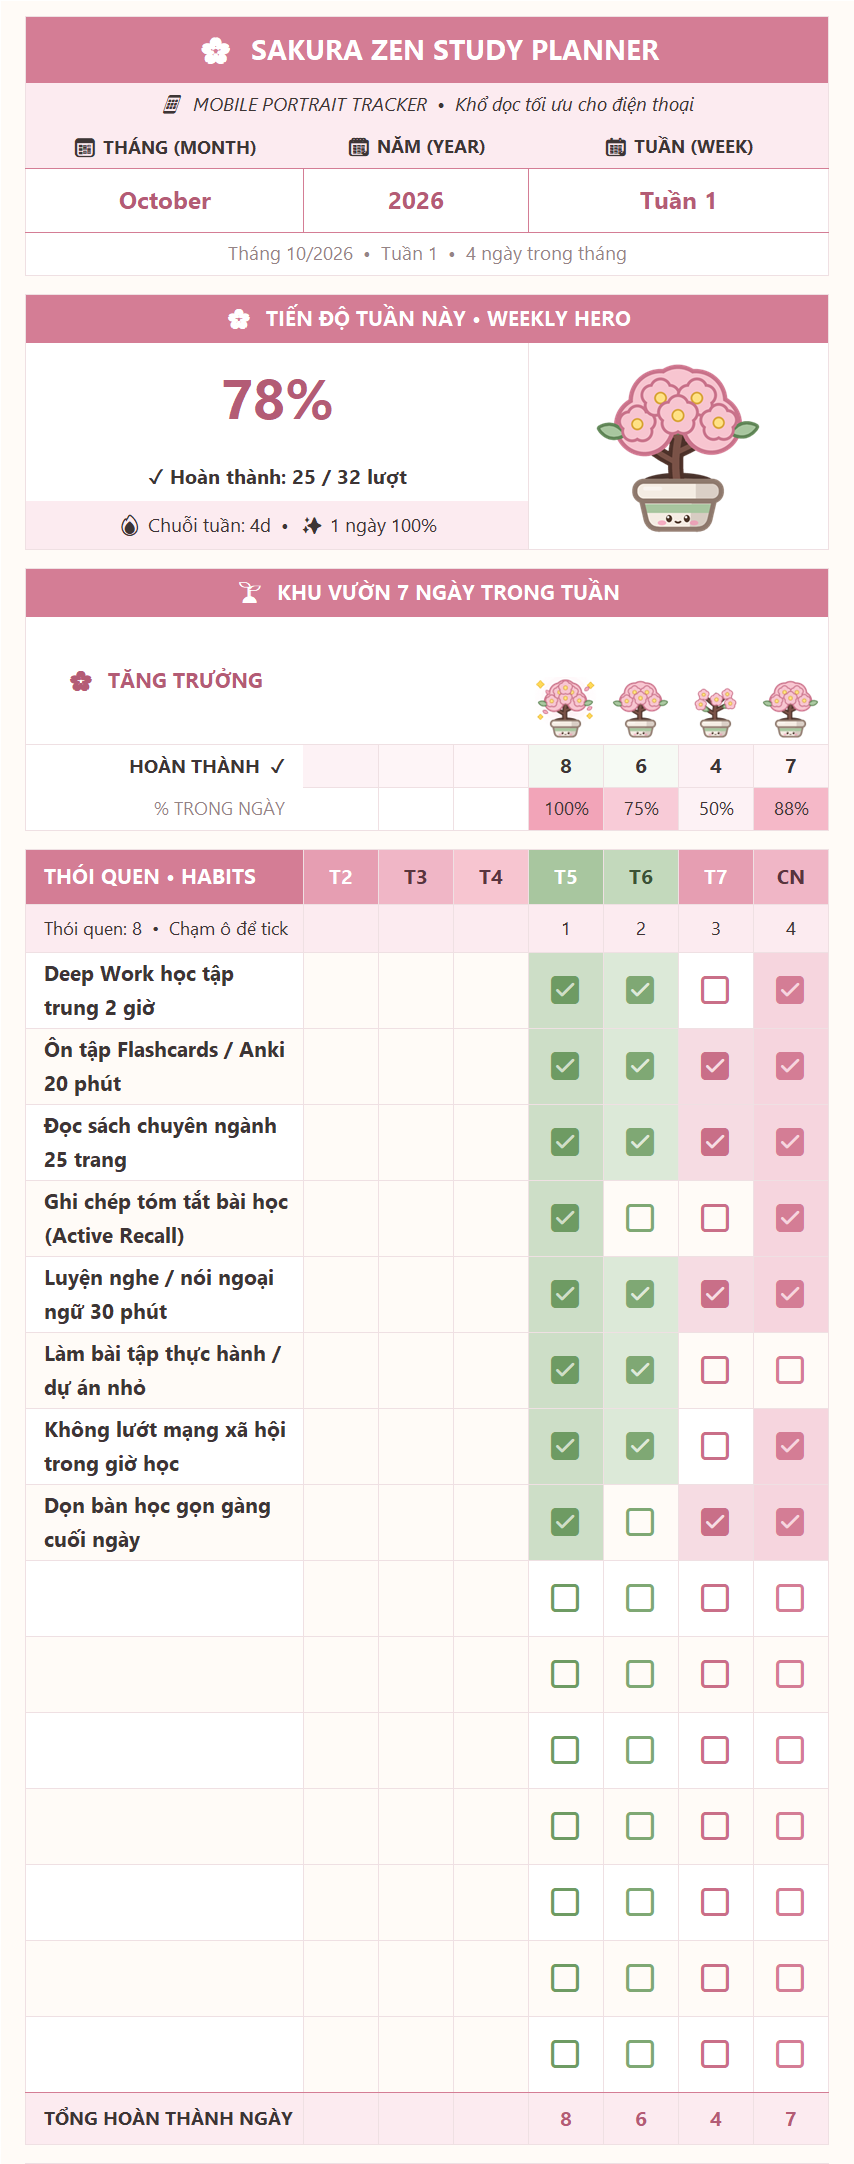 SAKURA ZEN STUDY PLANNER
MOBILE PORTRAIT TRACKER • Khổ dọc tối ưu cho điện thoại
THÁNG (MONTH) NĂM (YEAR) TUẦN (WEEK)
October 2026 Tuần 1
Tháng 10/2026 • Tuần 1 • 4 ngày trong tháng
TIẾN ĐỘ TUẦN NÀY • WEEKLY HERO
78%
✓ Hoàn thành: 25 / 32 lượt
Chuỗi tuần: 4d • 1 ngày 100%
KHU VƯỜN 7 NGÀY TRONG TUẦN
TĂNG TRƯỞNG
HOÀN THÀNH ✓ 8 6 4 7
% TRONG NGÀY 100% 75% 50% 88%
THÓI QUEN • HABITS T2 T3 T4 T5 T6 T7 CN
Thói quen: 8 • Chạm ô để tick 1 2 3 4
Deep Work học tập
trung 2 giờ
Ôn tập Flashcards / Anki
20 phút
Đọc sách chuyên ngành
25 trang
Ghi chép tóm tắt bài học
(Active Recall)
Luyện nghe / nói ngoại
ngữ 30 phút
Làm bài tập thực hành /
dự án nhỏ
Không lướt mạng xã hội
trong giờ học
Dọn bàn học gọn gàng
cuối ngày
TỔNG HOÀN THÀNH NGÀY 8 6 4 7